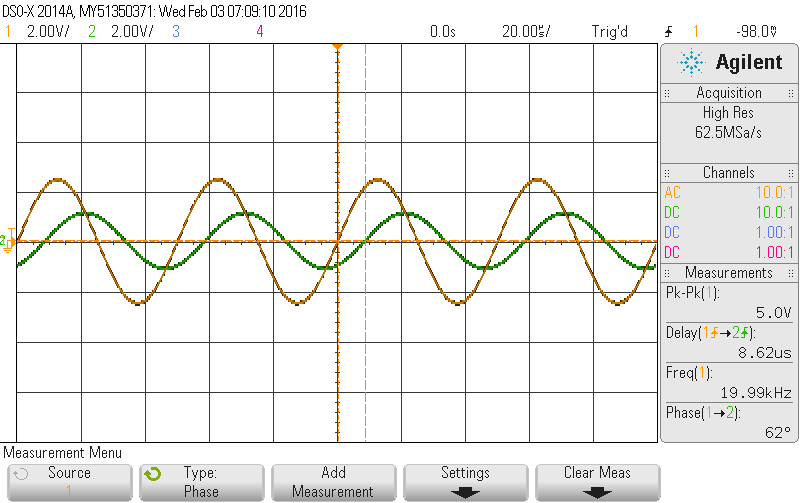 DSO-X 2014A, MY51350371: Wed Feb 03 07:09:10 2016
1 2.00V/ 2 2.00V/ 3 4 0.0s 20.00us/ Trig'd 1 -98.0mV
Agilent
Acquisition
High Res
62.5MSa/s
Channels
AC 10.0:1
DC 10.0:1
DC 1.00:1
DC 1.00:1
Measurements
Pk-Pk(1):
5.0V
Delay(1→2):
8.62us
Freq(1):
19.99kHz
Phase(1→2):
62°
2
Measurement Menu
Source
1
Type:
Phase
Add
Measurement
Settings
Clear Meas